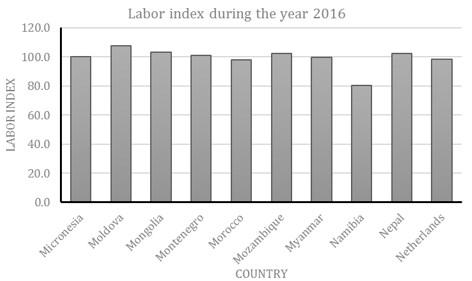 Labor index during the year 2016
120.0
100.0
80.0
60.0
40.0
20.0
0.0
LABOR INDEX
Micronesia
Moldova
Mongolia
Montenegro
Morocco
Mozambique
Myanmar
Namibia
Nepal
Netherlands
COUNTRY